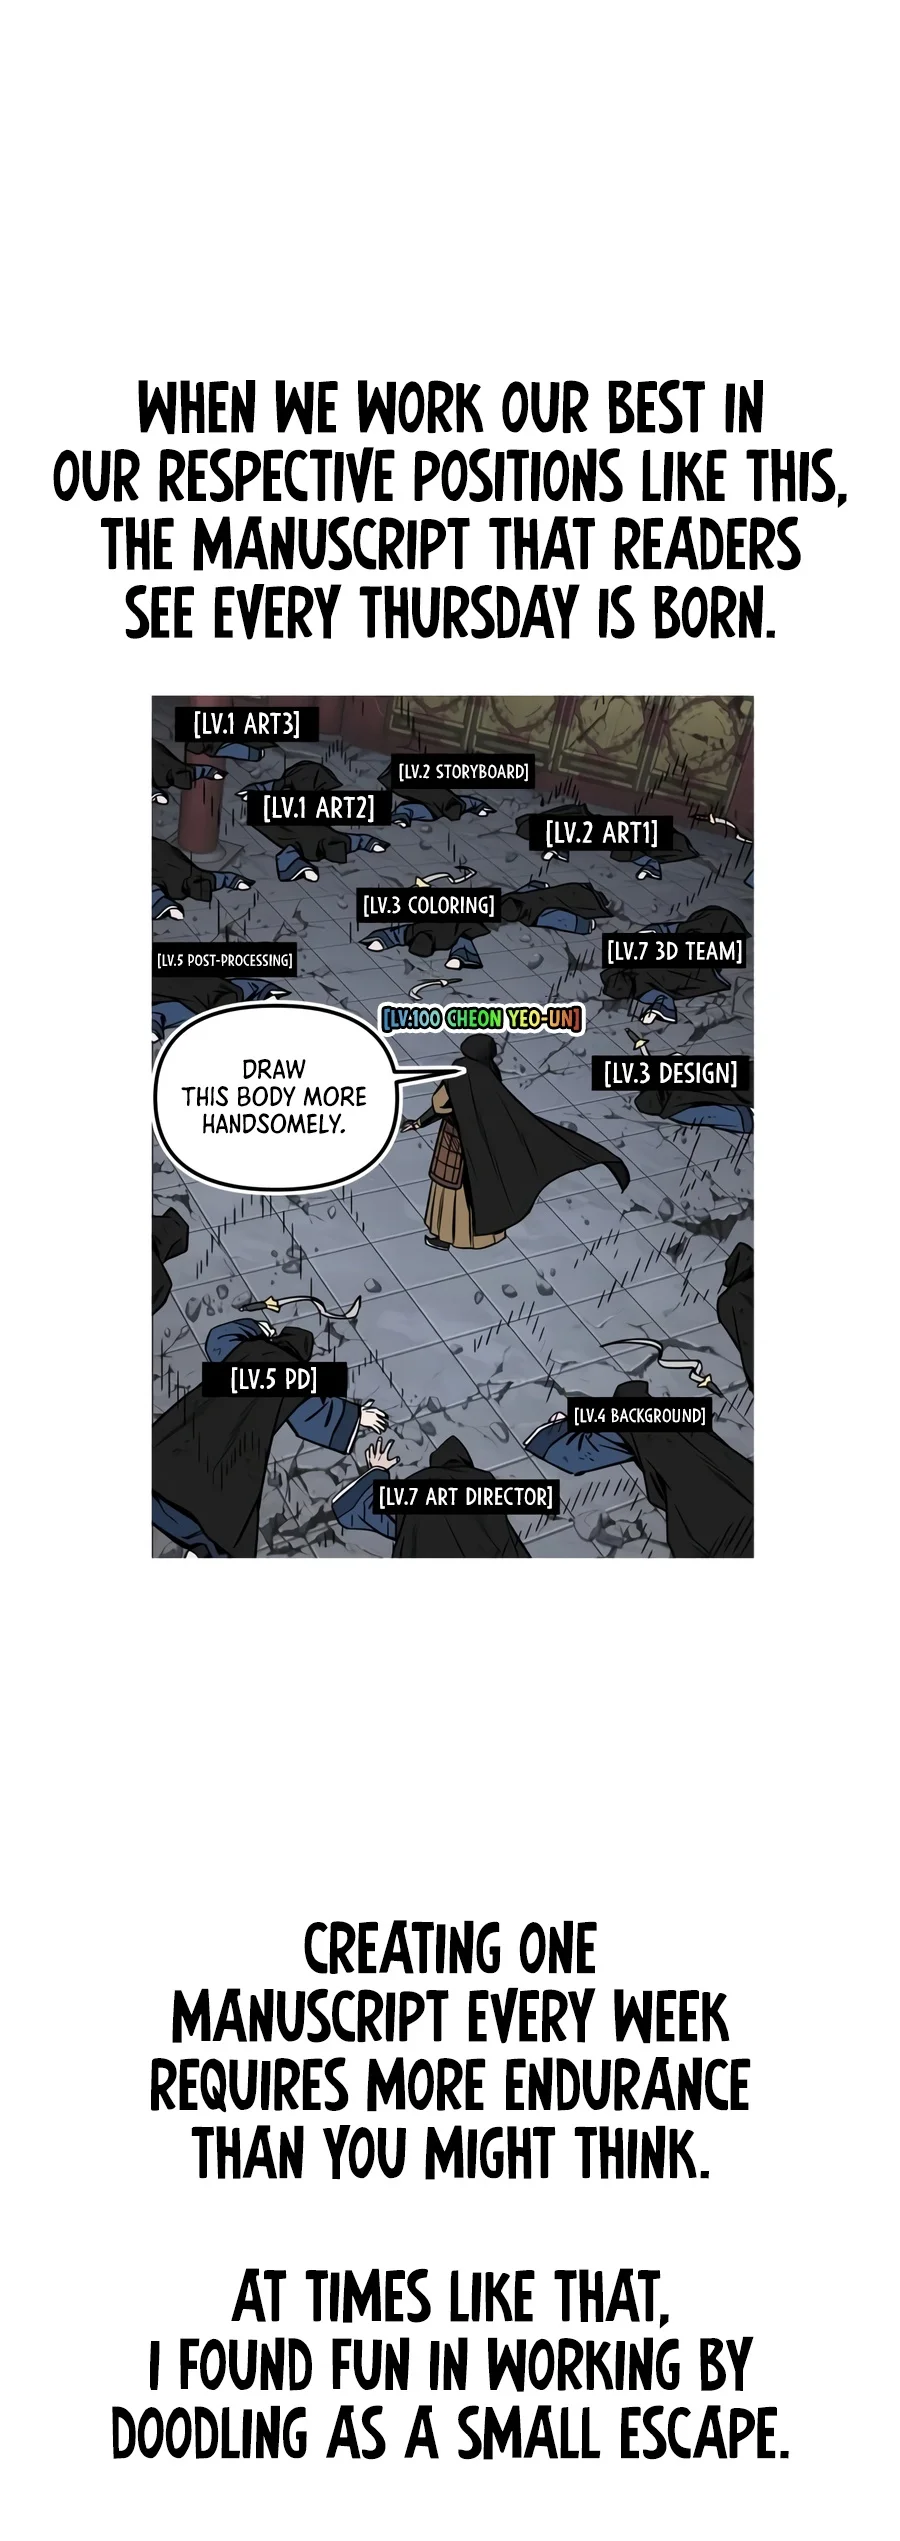 WHEN WE WORK OUR BEST IN
OUR RESPECTIVE POSITIONS LIKE THIS,
THE MANUSCRIPT THAT READERS
SEE EVERY THURSDAY IS BORN.
[LV.1 ART3]
[LV.2 STORYBOARD]
[LV.1 ART2]
[LV.2 ART1]
[LV.3 COLORING]
[LV.7 3D TEAM]
[LV.5 POST-PROCESSING]
[LV.100 CHEON YEO-UN]
DRAW
THIS BODY MORE
HANDSOMELY.
[LV.3 DESIGN]
[LV.5 PD]
[LV.4 BACKGROUND]
[LV.7 ART DIRECTOR]
CREATING ONE
MANUSCRIPT EVERY WEEK
REQUIRES MORE ENDURANCE
THAN YOU MIGHT THINK.
AT TIMES LIKE THAT,
I FOUND FUN IN WORKING BY
DOODLING AS A SMALL ESCAPE.